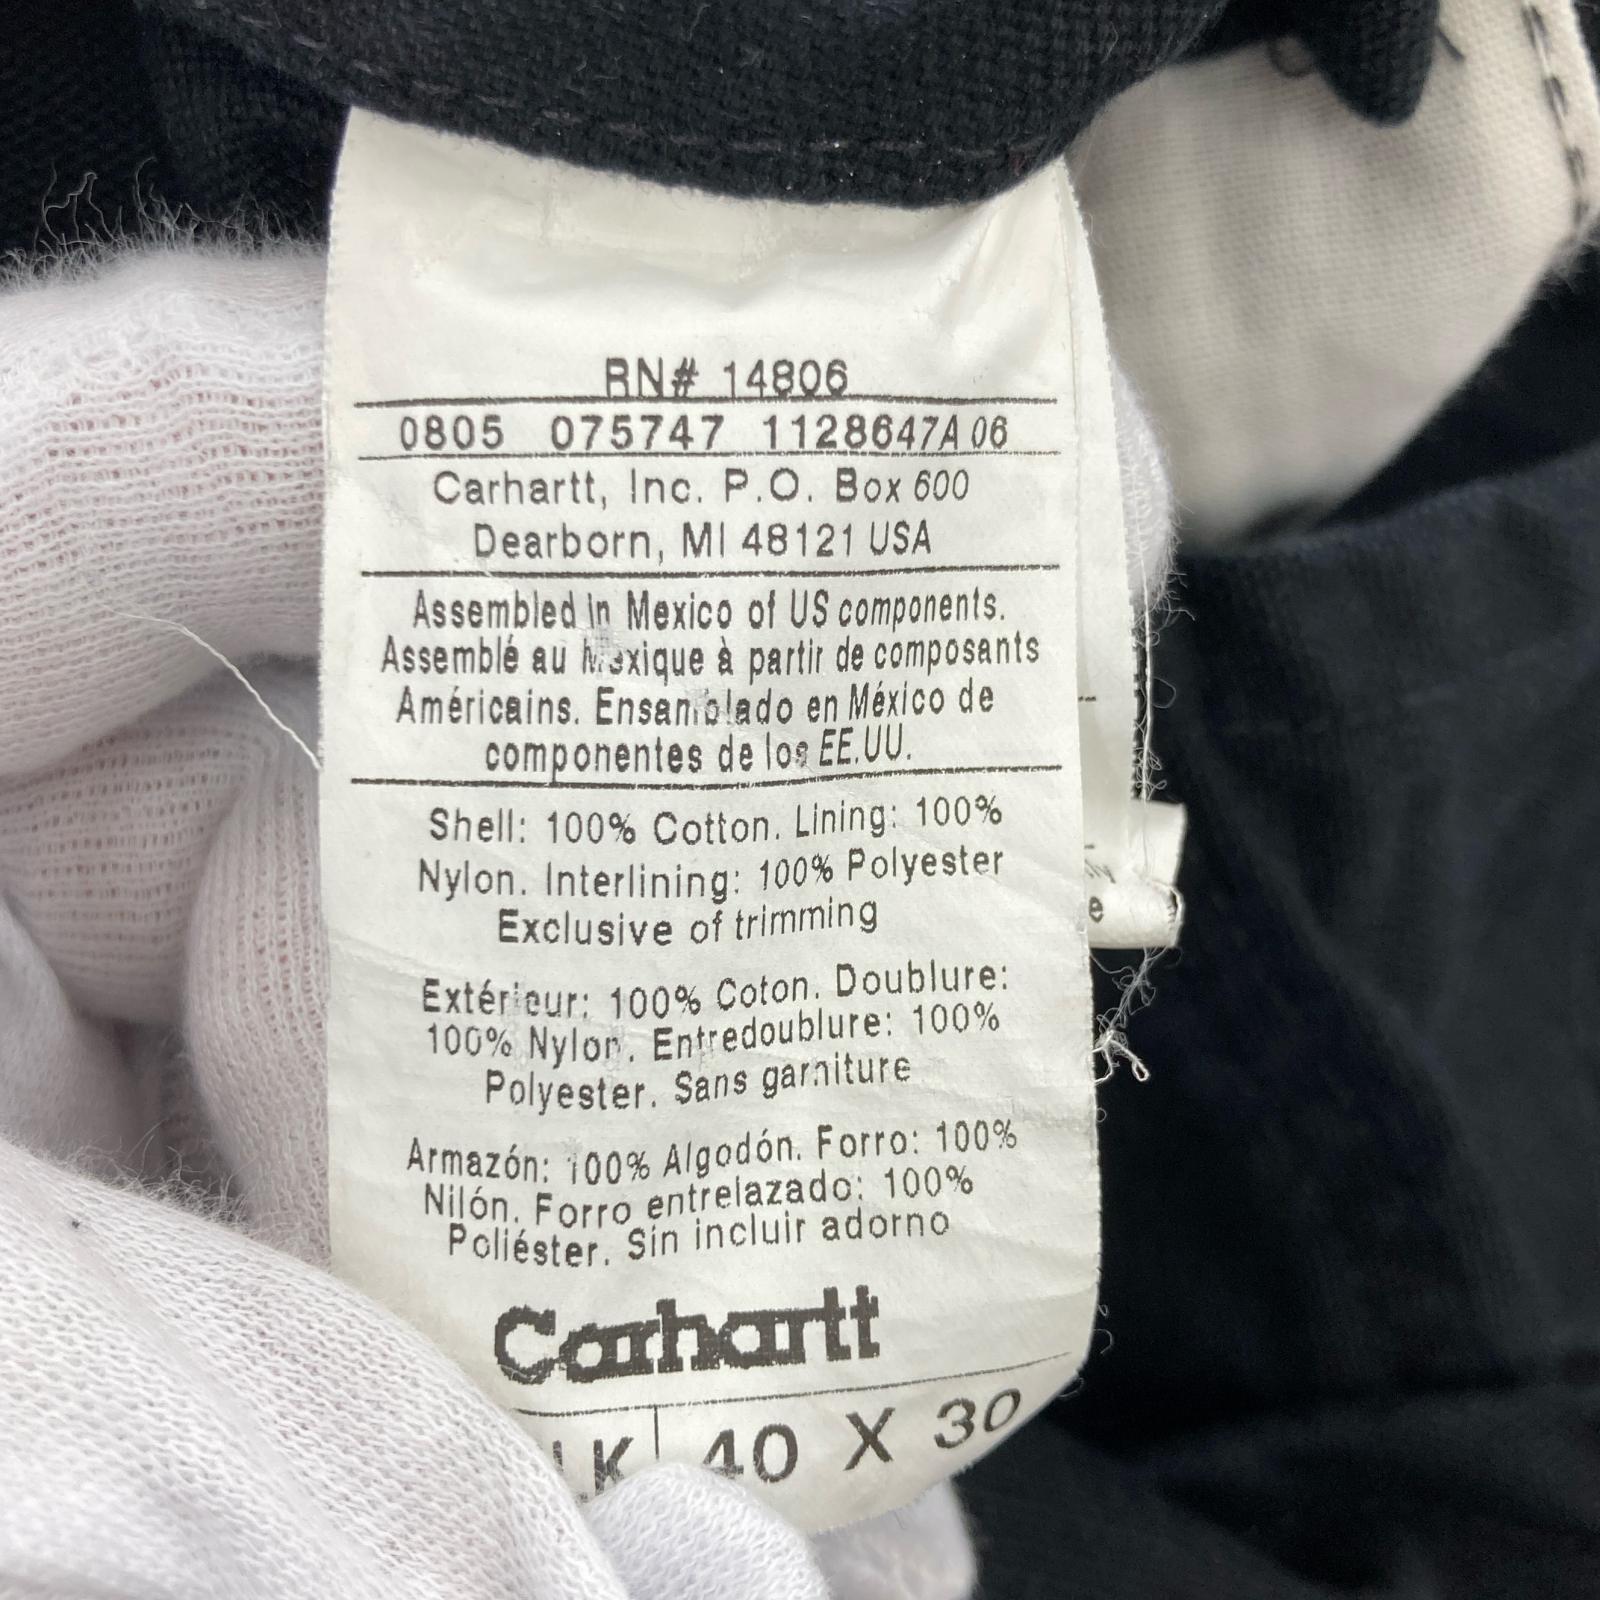 RN# 14806
0805 075747 1128647A 06
Carhartt, Inc. P.O. Box 600
Dearborn, MI 48121 USA
Assembled in Mexico of US components.
Assemblé au Mexique à partir de composants
Américains. Ensamblado en México de
componentes de los EE.UU.
Shell: 100% Cotton. Lining: 100%
Nylon. Interlining: 100% Polyester
Exclusive of trimming
Extérieur: 100% Coton. Doublure:
100% Nylon. Entredoublure: 100%
Polyester. Sans garniture
Armazón: 100% Algodón. Forro: 100%
Nilón. Forro entrelazado: 100%
Poliéster. Sin incluir adorno
Carhartt
40 X 30